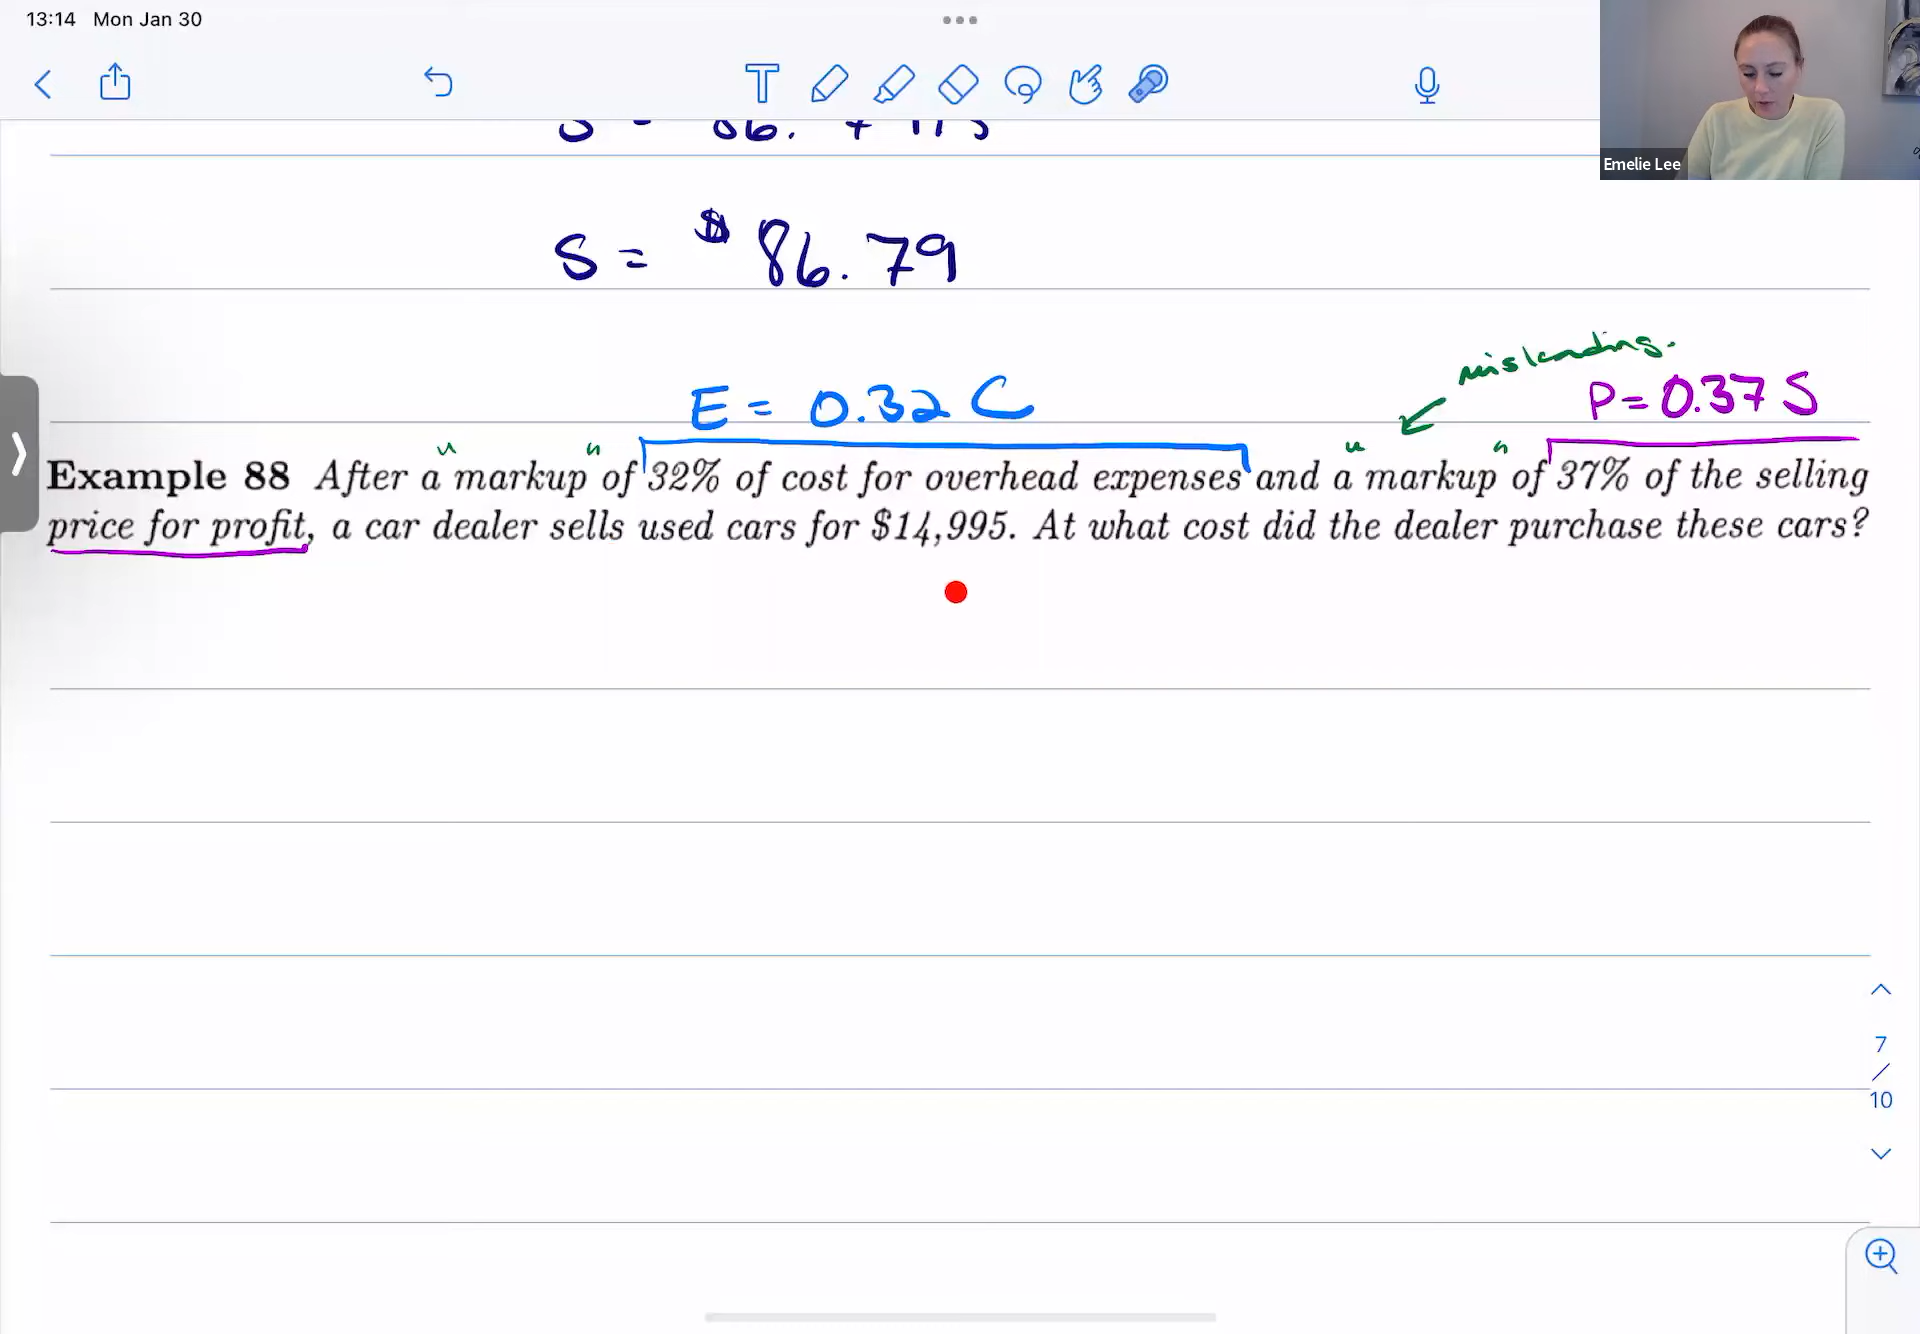 13:14 Mon Jan 30
Emelie Lee
S = $86.79
misleading.
E = 0.32 C
P = 0.37 S
" " " "
Example 88 After a markup of 32% of cost for overhead expenses and a markup of 37% of the selling
price for profit, a car dealer sells used cars for $14,995. At what cost did the dealer purchase these cars?
7
/
10